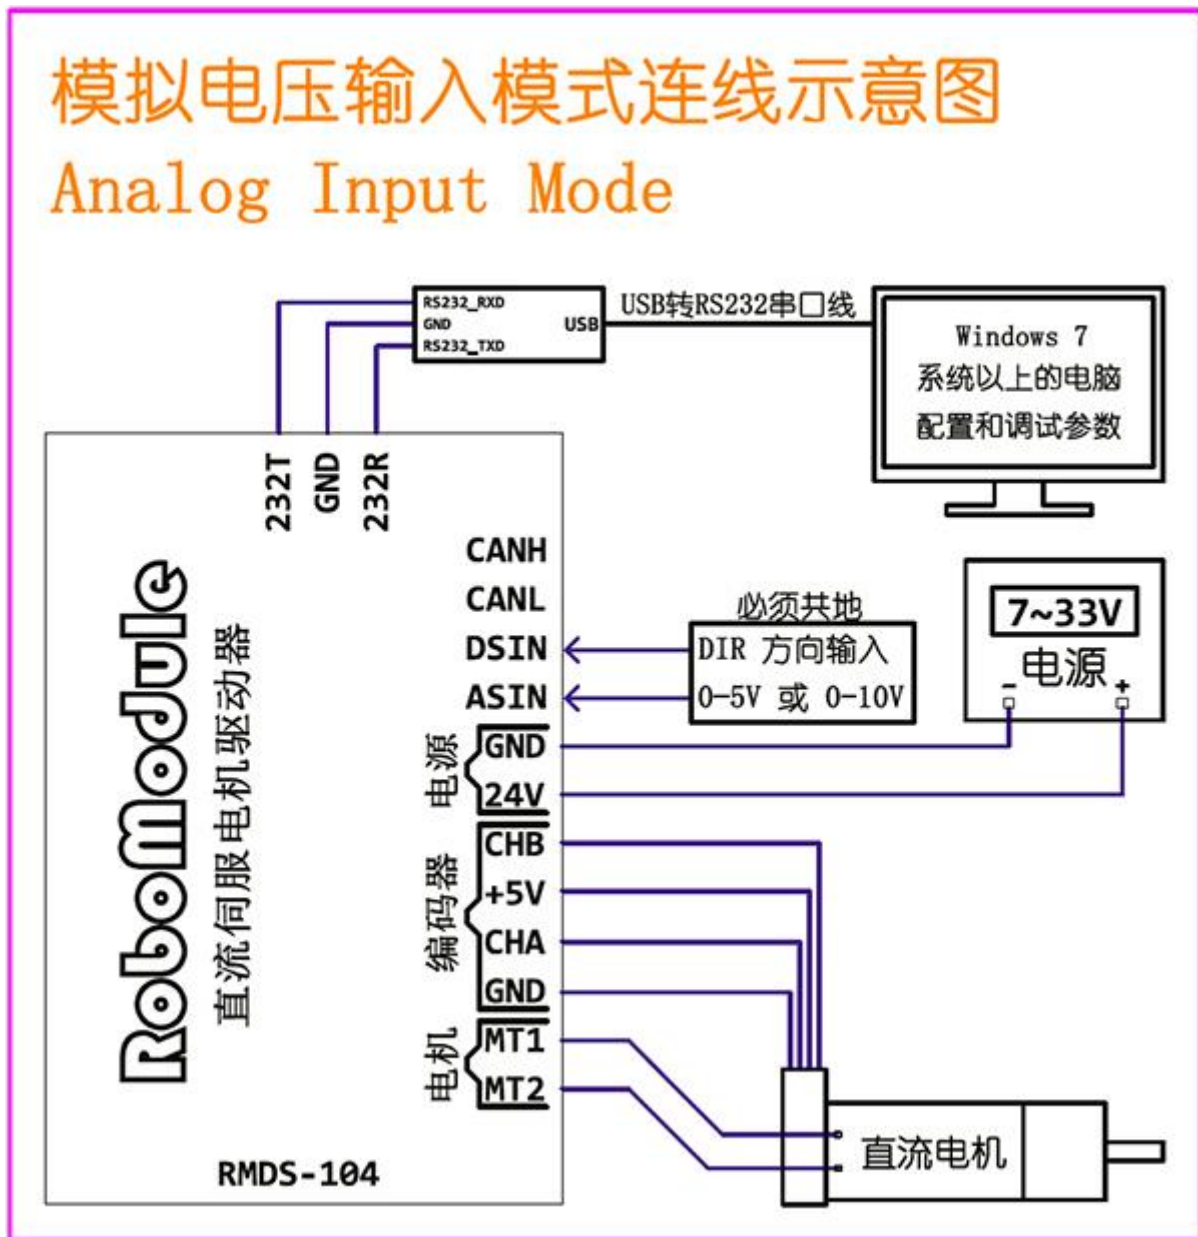 模拟电压输入模式连线示意图
Analog Input Mode
RS232_RXD
GND
RS232_TXD
USB
USB转RS232串口线
Windows 7
系统以上的电脑
配置和调试参数
232T
GND
232R
RoboModule
直流伺服电机驱动器
CANH
CANL
DSIN
ASIN
必须共地
DIR 方向输入
0-5V 或 0-10V
7~33V
电源
- +
电源
GND
24V
编码器
CHB
+5V
CHA
GND
电机
MT1
MT2
直流电机
RMDS-104